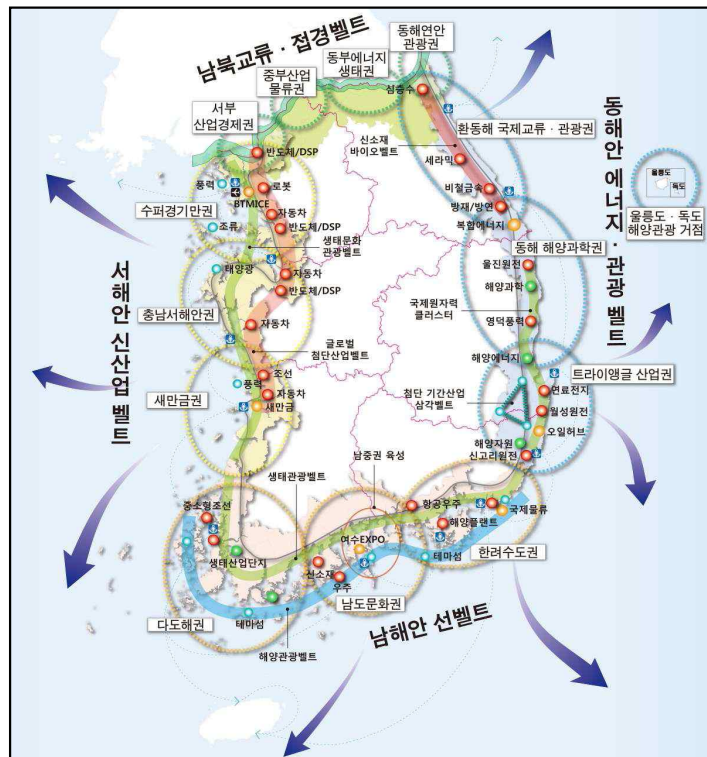 남북교류 · 접경벨트
동해연안
관광권
동부에너지
생태권
중부산업
물류권
서부
산업경제권
심층수
환동해 국제교류 · 관광권
신소재
바이오벨트
세라믹
비철금속
방재/방연
복합에너지
동해안 에너지 · 관광 벨트
울릉도
독도
울릉도 · 독도
해양관광 거점
반도체/DSP
풍력
로봇
BTMICE
수퍼경기만권
자동차
반도체/DSP
조류
생태문화
관광벨트
동해 해양과학권
태양광
자동차
반도체/DSP
울진원전
해양과학
국제원자력
클러스터
충남서해안권
자동차
영덕풍력
서해안 신산업 벨트
글로벌
첨단산업벨트
해양에너지
트라이앵글 산업권
조선
풍력
자동차
새만금
새만금권
첨단 기간산업
삼각벨트
연료전지
월성원전
오일허브
해양자원
신고리원전
남중권 육성
생태관광벨트
중소형조선
항공우주
국제물류
해양플랜트
여수EXPO
생태산업단지
신소재
우주
테마섬
한려수도권
남도문화권
다도해권
테마섬
해양관광벨트
남해안 선벨트